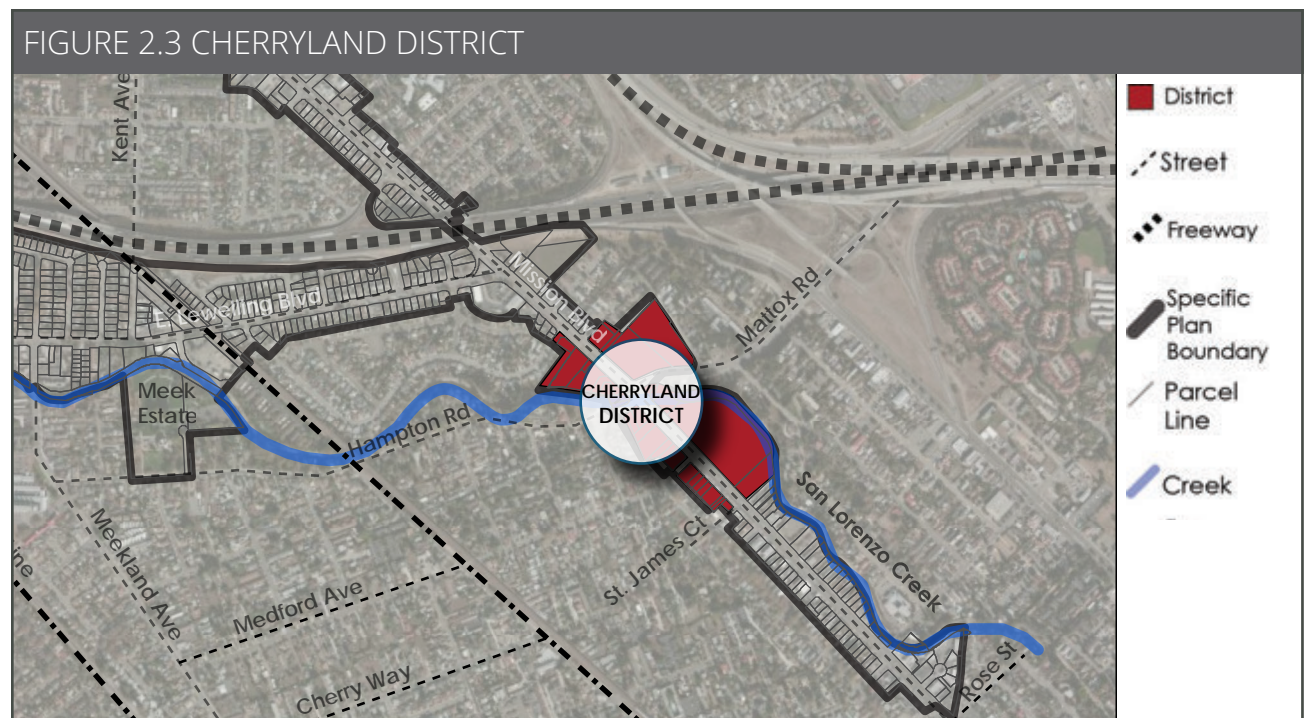 FIGURE 2.3 CHERRYLAND DISTRICT
Kent Ave
E Lewelling Blvd
Mission Blvd
Mattox Rd
Meek
Estate
Hampton Rd
CHERRYLAND
DISTRICT
San Lorenzo Creek
St. James Ct
Meekland Ave
Medford Ave
Cherry Way
Rose St
ine
District
Street
Freeway
Specific
Plan
Boundary
Parcel
Line
Creek